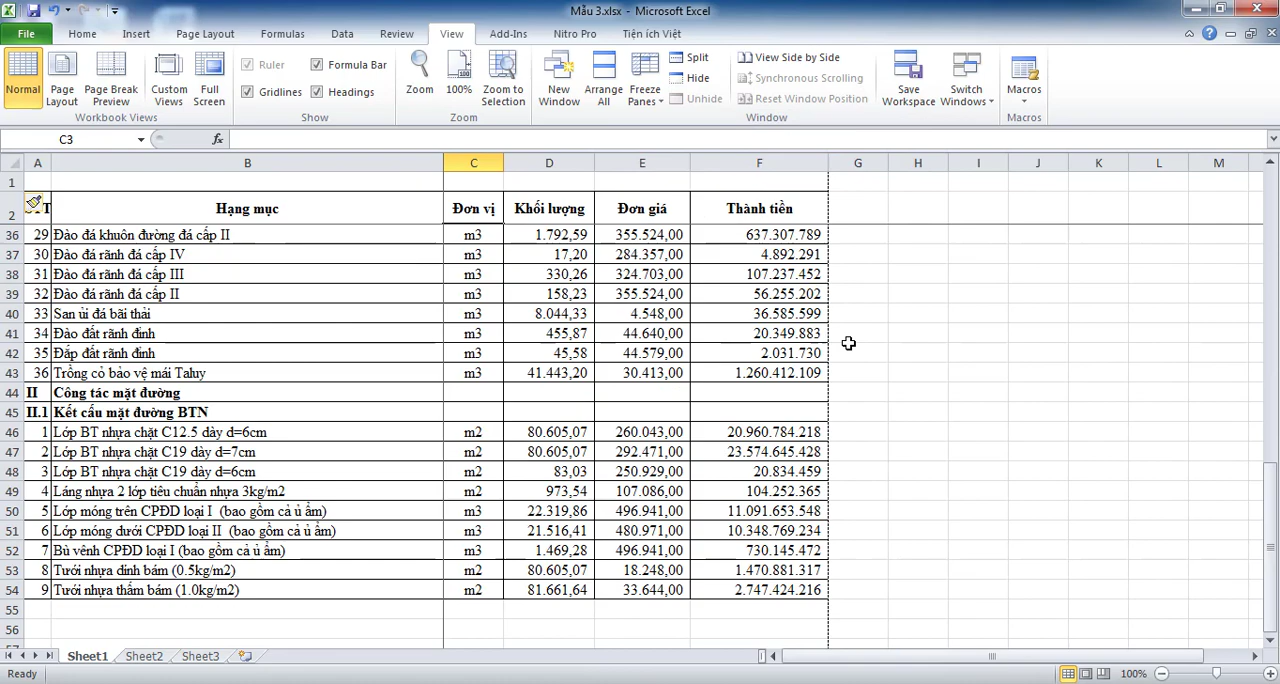 Mẫu 3.xlsx - Microsoft Excel
File Home Insert Page Layout Formulas Data Review View Add-Ins Nitro Pro Tiện ích Việt
Normal Page Layout Page Break Preview Custom Views Full Screen
Workbook Views
Ruler Formula Bar
Gridlines Headings
Show
Zoom 100% Zoom to Selection
Zoom
New Window Arrange All Freeze Panes
Split
Hide
Unhide
View Side by Side
Synchronous Scrolling
Reset Window Position
Window
Save Workspace Switch Windows
Macros
Macros
C3 fx
A B C D E F G H I J K L M
1
2 T Hạng mục Đơn vị Khối lượng Đơn giá Thành tiền
36 29 Đào đá khuôn đường đá cấp II m3 1.792,59 355.524,00 637.307.789
37 30 Đào đá rãnh đá cấp IV m3 17,20 284.357,00 4.892.291
38 31 Đào đá rãnh đá cấp III m3 330,26 324.703,00 107.237.452
39 32 Đào đá rãnh đá cấp II m3 158,23 355.524,00 56.255.202
40 33 San ủi đá bãi thải m3 8.044,33 4.548,00 36.585.599
41 34 Đào đất rãnh đỉnh m3 455,87 44.640,00 20.349.883
42 35 Đắp đất rãnh đỉnh m3 45,58 44.579,00 2.031.730
43 36 Trồng cỏ bảo vệ mái Taluy m3 41.443,20 30.413,00 1.260.412.109
44 II Công tác mặt đường
45 II.1 Kết cấu mặt đường BTN
46 1 Lớp BT nhựa chặt C12.5 dày d=6cm m2 80.605,07 260.043,00 20.960.784.218
47 2 Lớp BT nhựa chặt C19 dày d=7cm m2 80.605,07 292.471,00 23.574.645.428
48 3 Lớp BT nhựa chặt C19 dày d=6cm m2 83,03 250.929,00 20.834.459
49 4 Láng nhựa 2 lớp tiêu chuẩn nhựa 3kg/m2 m2 973,54 107.086,00 104.252.365
50 5 Lớp móng trên CPĐD loại I (bao gồm cả ủ ẩm) m3 22.319,86 496.941,00 11.091.653.548
51 6 Lớp móng dưới CPĐD loại II (bao gồm cả ủ ẩm) m3 21.516,41 480.971,00 10.348.769.234
52 7 Bù vênh CPĐD loại I (bao gồm cả ủ ẩm) m3 1.469,28 496.941,00 730.145.472
53 8 Tưới nhựa dính bám (0.5kg/m2) m2 80.605,07 18.248,00 1.470.881.317
54 9 Tưới nhựa thấm bám (1.0kg/m2) m2 81.661,64 33.644,00 2.747.424.216
55
56
Sheet1 Sheet2 Sheet3
Ready 100%